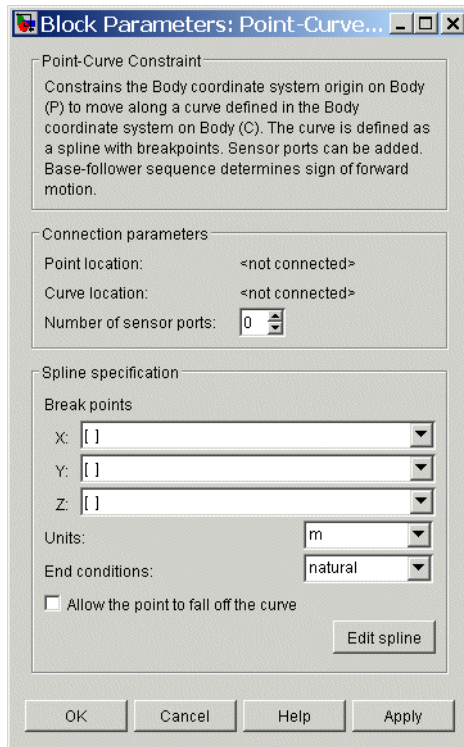 Block Parameters: Point-Curve...
Point-Curve Constraint
Constrains the Body coordinate system origin on Body
(P) to move along a curve defined in the Body
coordinate system on Body (C). The curve is defined as
a spline with breakpoints. Sensor ports can be added.
Base-follower sequence determines sign of forward
motion.
Connection parameters
Point location: <not connected>
Curve location: <not connected>
Number of sensor ports: 0
Spline specification
Break points
X: [ ]
Y: [ ]
Z: [ ]
Units: m
End conditions: natural
Allow the point to fall off the curve
Edit spline
OK Cancel Help Apply